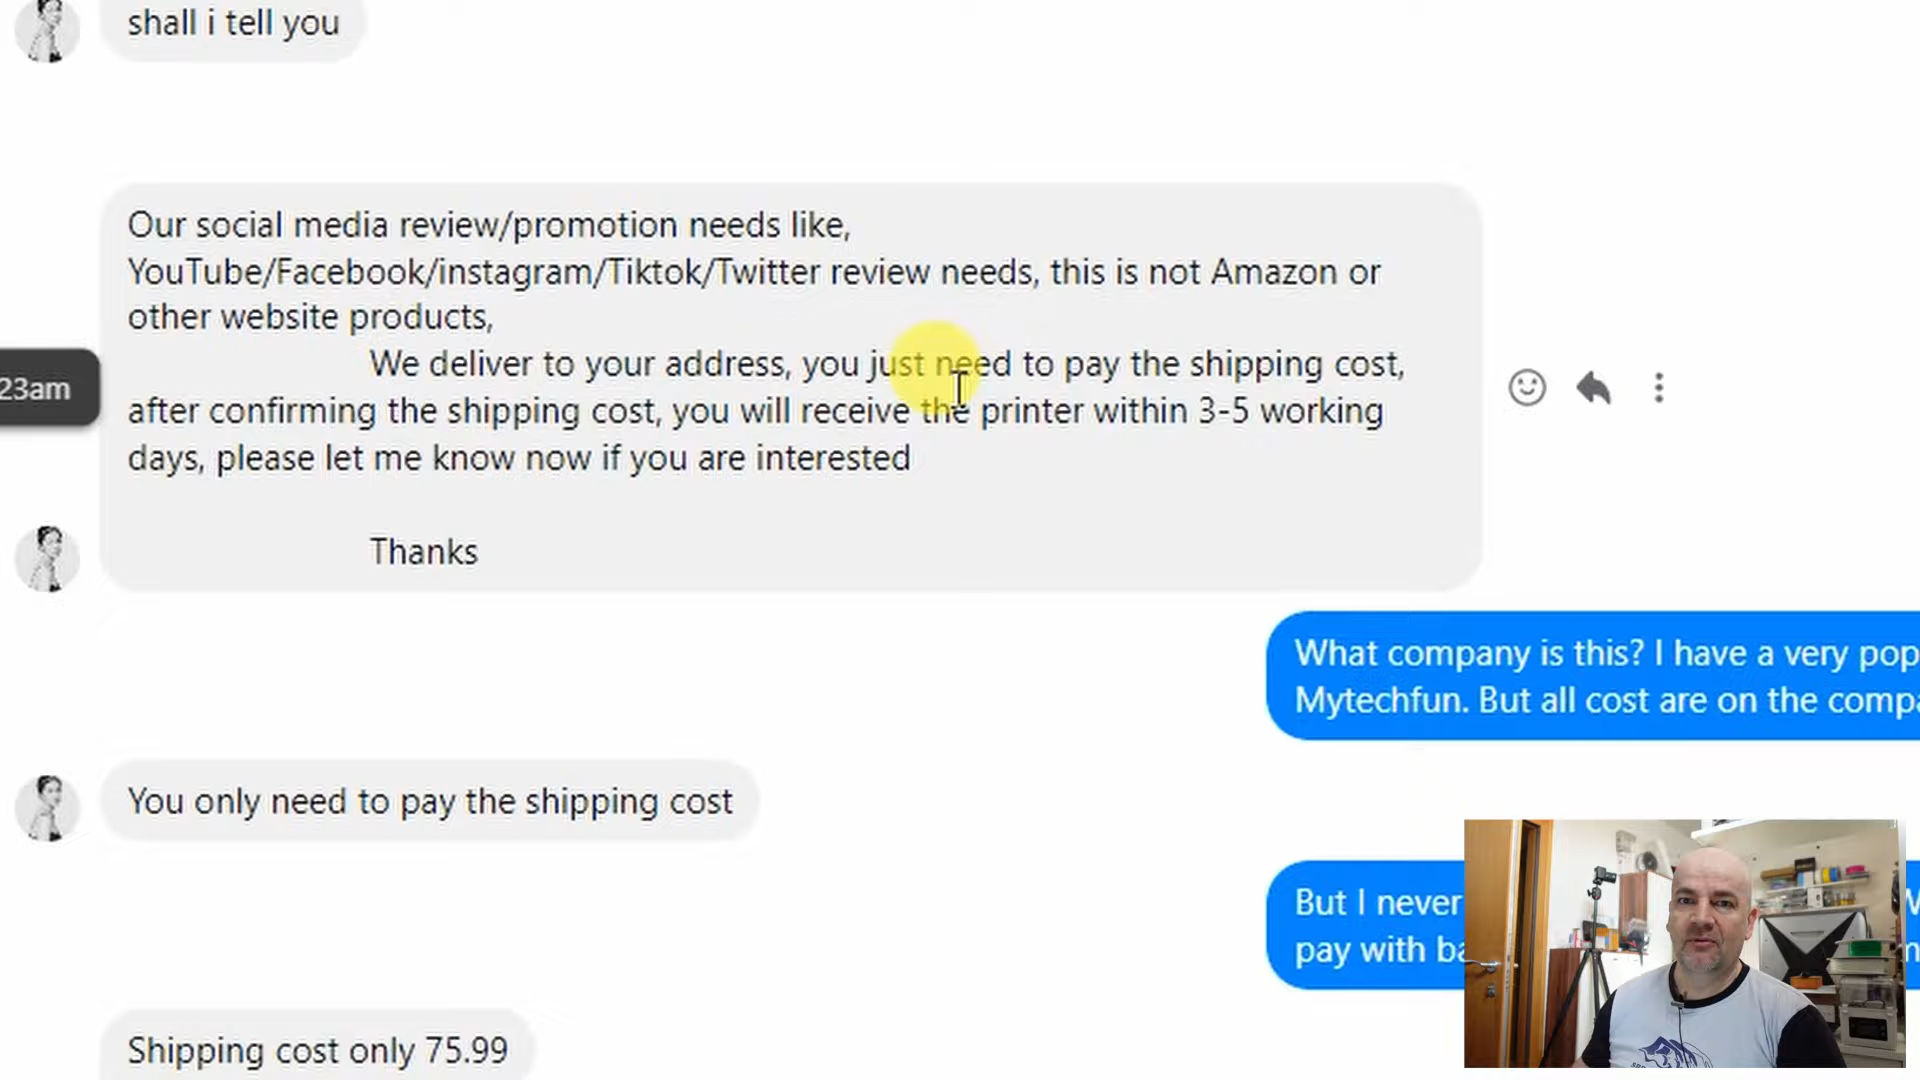 shall i tell you
Our social media review/promotion needs like,
YouTube/Facebook/instagram/Tiktok/Twitter review needs, this is not Amazon or
other website products,
We deliver to your address, you just need to pay the shipping cost,
23am
after confirming the shipping cost, you will receive the printer within 3-5 working
days, please let me know now if you are interested
Thanks
What company is this? I have a very pop
Mytechfun. But all cost are on the compa
You only need to pay the shipping cost
But I never
pay with ba
Shipping cost only 75.99